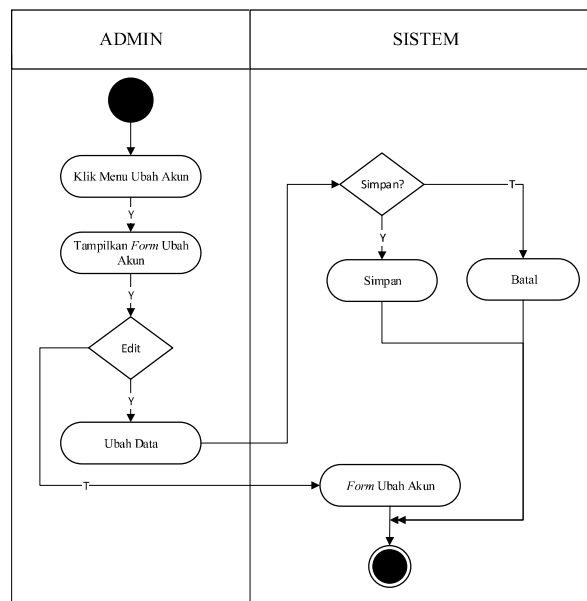 ADMIN
SISTEM
Klik Menu Ubah Akun
Y
Tampilkan Form Ubah
Akun
Y
Edit
Y
Ubah Data
T
Simpan?
T
Y
Simpan
Batal
Form Ubah Akun